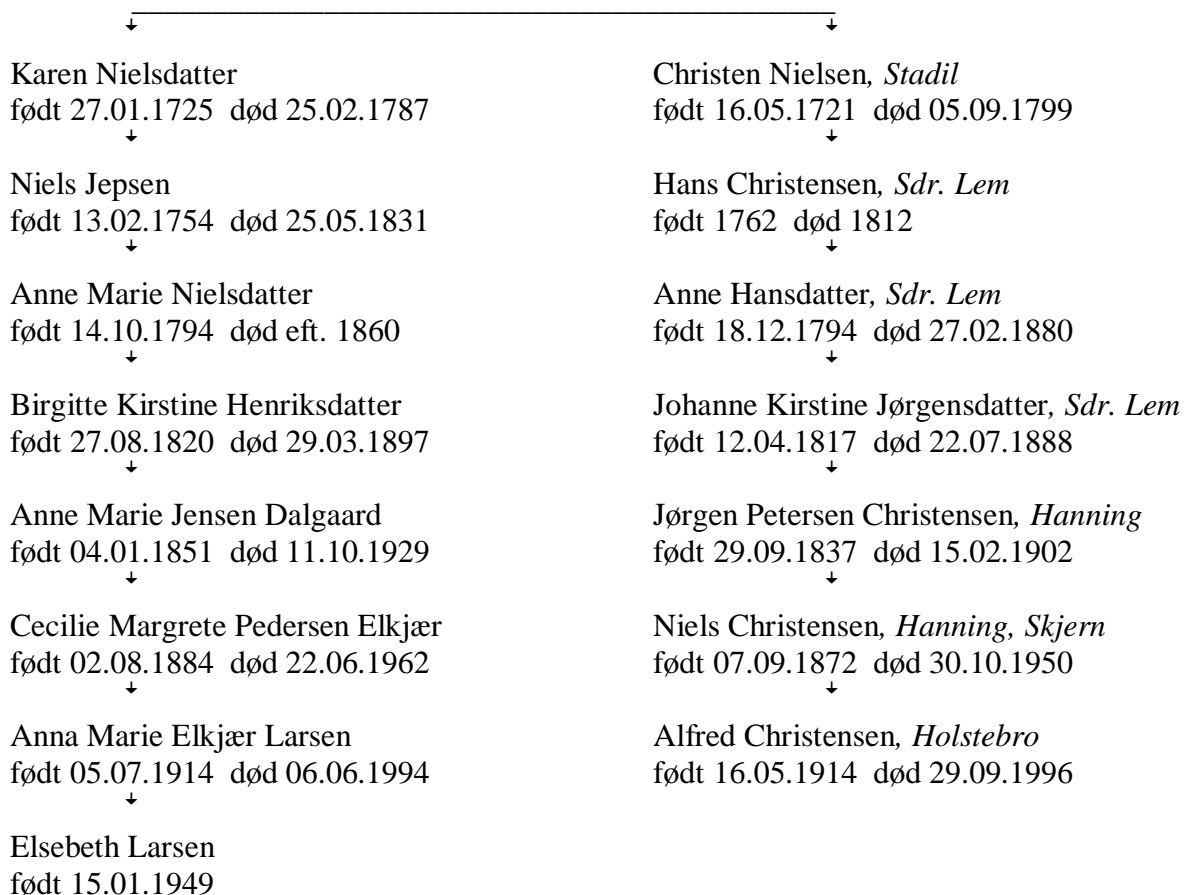 Karen Nielsdatter
født 27.01.1725 død 25.02.1787
Niels Jepsen
født 13.02.1754 død 25.05.1831
Anne Marie Nielsdatter
født 14.10.1794 død eft. 1860
Birgitte Kirstine Henriksdatter
født 27.08.1820 død 29.03.1897
Anne Marie Jensen Dalgaard
født 04.01.1851 død 11.10.1929
Cecilie Margrete Pedersen Elkjær
født 02.08.1884 død 22.06.1962
Anna Marie Elkjær Larsen
født 05.07.1914 død 06.06.1994
Elsebeth Larsen
født 15.01.1949
Christen Nielsen, Stadil
født 16.05.1721 død 05.09.1799
Hans Christensen, Sdr. Lem
født 1762 død 1812
Anne Hansdatter, Sdr. Lem
født 18.12.1794 død 27.02.1880
Johanne Kirstine Jørgensdatter, Sdr. Lem
født 12.04.1817 død 22.07.1888
Jørgen Petersen Christensen, Hanning
født 29.09.1837 død 15.02.1902
Niels Christensen, Hanning, Skjern
født 07.09.1872 død 30.10.1950
Alfred Christensen, Holstebro
født 16.05.1914 død 29.09.1996